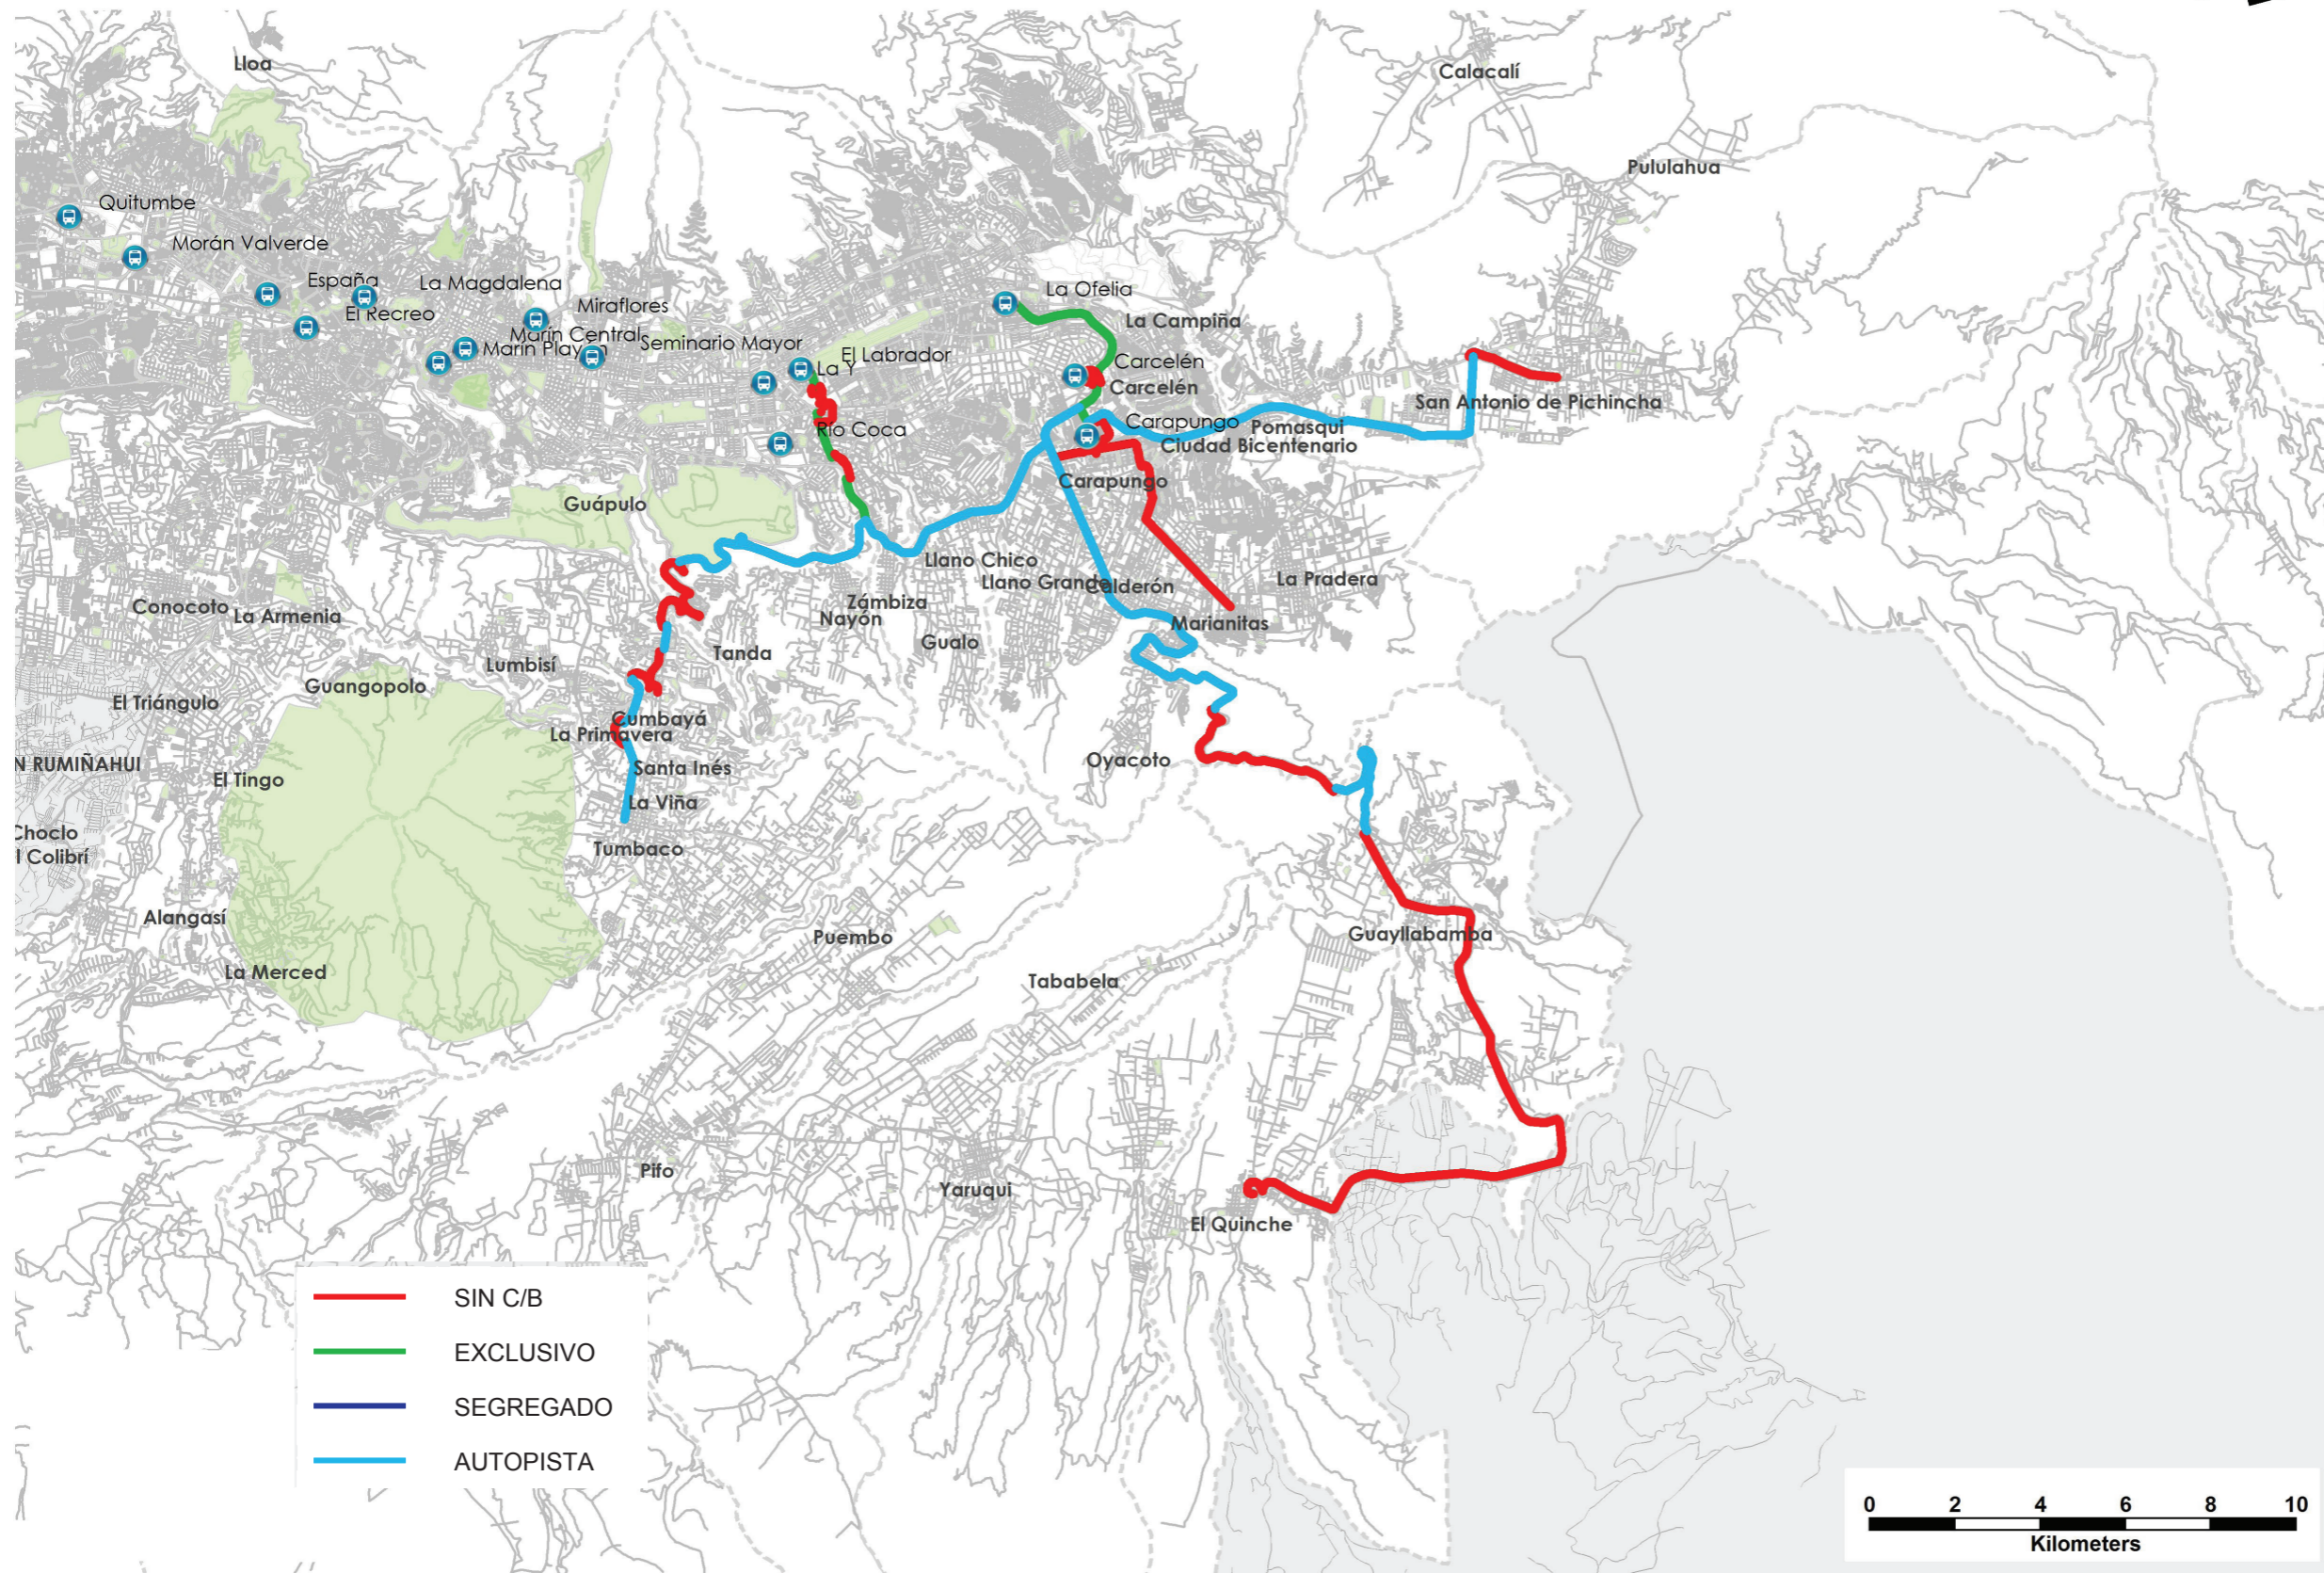 Lloa
Calacalí
Pululahua
Quitumbe
Morán Valverde
España
La Magdalena
El Recreo
Miraflores
Marín Central
Marín Play
Seminario Mayor
El Labrador
La Y
Río Coca
La Ofelia
La Campiña
Carcelén
Carcelén
Carapungo
Pomasqui
Ciudad Bicentenario
San Antonio de Pichincha
Carapungo
Guápulo
Llano Chico
Llano Grande
Calderón
La Pradera
Conocoto
La Armenia
Zámbiza
Nayón
Marianitas
Gualo
Tanda
Lumbisí
Guangopolo
El Triángulo
Cumbayá
La Primavera
N RUMIÑAHUI
El Tingo
Santa Inés
Oyacoto
La Viña
Choclo
l Colibrí
Tumbaco
Alangasí
Puembo
Guayllabamba
La Merced
Tababela
Pifo
Yaruqui
El Quinche
SIN C/B
EXCLUSIVO
SEGREGADO
AUTOPISTA
0 2 4 6 8 10
Kilometers